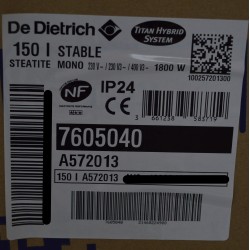 De Dietrich
TITAN HYBRID
SYSTEM
150 l STABLE
STEATITE MONO 230 V~ / 230 V3~ / 400 V3~ 1800 W
100257201300
NF
IP24
CE
7605040
A572013
150 l A572013